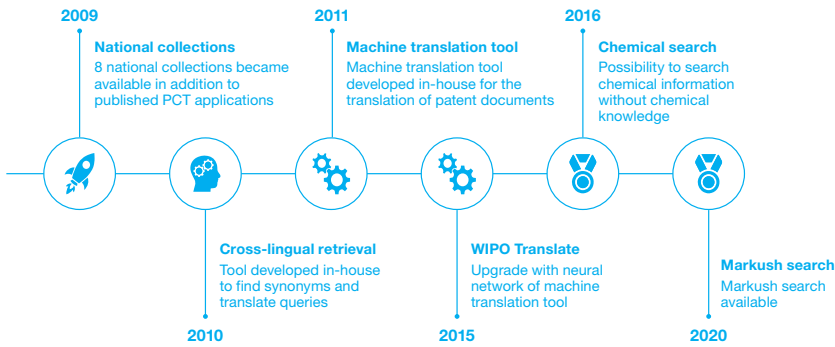 2009
National collections
8 national collections became
available in addition to
published PCT applications
2010
Cross-lingual retrieval
Tool developed in-house
to find synonyms and
translate queries
2011
Machine translation tool
Machine translation tool
developed in-house for the
translation of patent documents
2015
WIPO Translate
Upgrade with neural
network of machine
translation tool
2016
Chemical search
Possibility to search
chemical information
without chemical
knowledge
2020
Markush search
Markush search
available